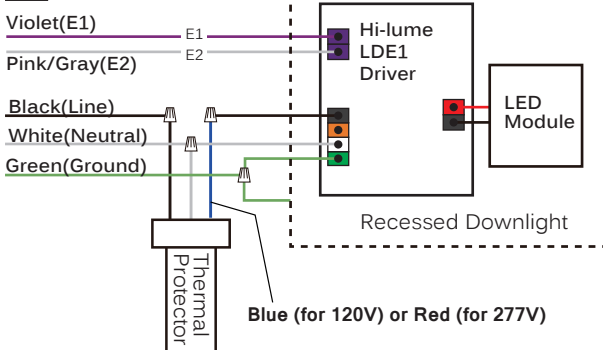 Violet(E1)
E1
Hi-lume
LDE1
Driver
E2
Pink/Gray(E2)
Black(Line)
LED
Module
White(Neutral)
Green(Ground)
Recessed Downlight
Thermal
Protector
Blue (for 120V) or Red (for 277V)